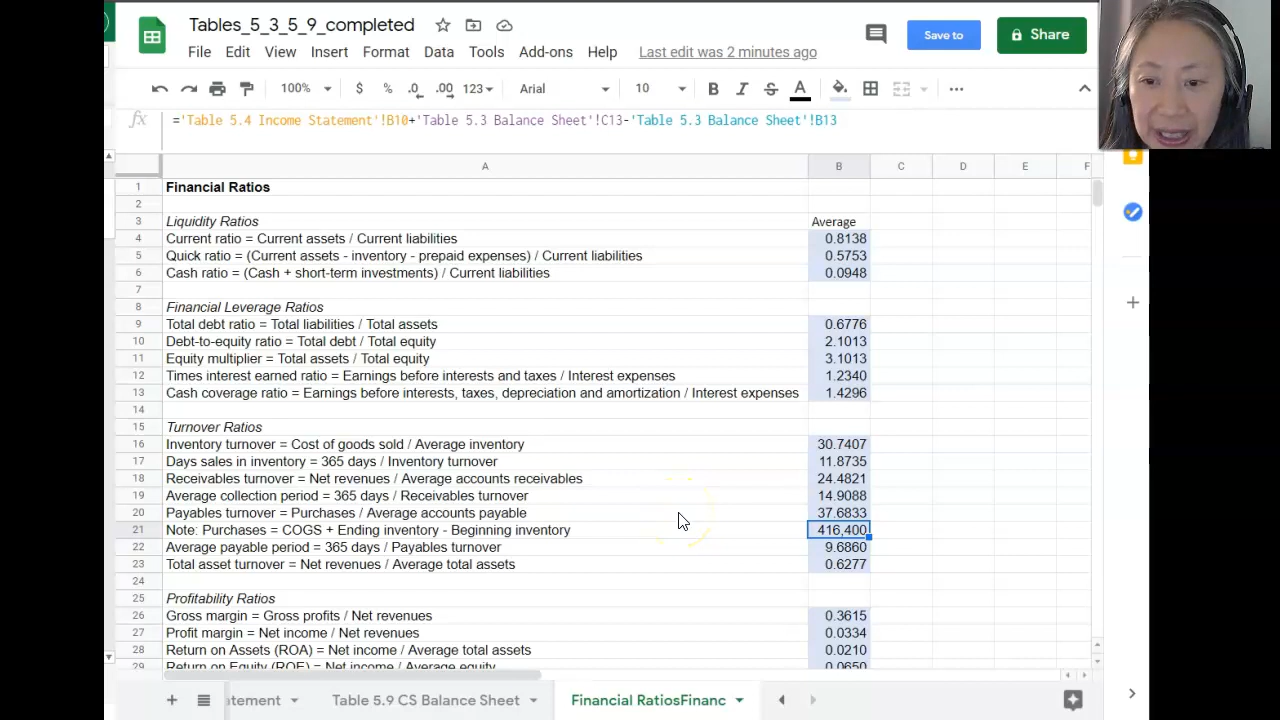 Tables_5_3_5_9_completed
File Edit View Insert Format Data Tools Add-ons Help Last edit was 2 minutes ago
Save to
Share
100% $ % .0 .00 123 Arial 10 B I S A
fx ='Table 5.4 Income Statement'!B10+'Table 5.3 Balance Sheet'!C13-'Table 5.3 Balance Sheet'!B13
A B C D E F
1 Financial Ratios
2
3 Liquidity Ratios Average
4 Current ratio = Current assets / Current liabilities 0.8138
5 Quick ratio = (Current assets - inventory - prepaid expenses) / Current liabilities 0.5753
6 Cash ratio = (Cash + short-term investments) / Current liabilities 0.0948
7
8 Financial Leverage Ratios
9 Total debt ratio = Total liabilities / Total assets 0.6776
10 Debt-to-equity ratio = Total debt / Total equity 2.1013
11 Equity multiplier = Total assets / Total equity 3.1013
12 Times interest earned ratio = Earnings before interests and taxes / Interest expenses 1.2340
13 Cash coverage ratio = Earnings before interests, taxes, depreciation and amortization / Interest expenses 1.4296
14
15 Turnover Ratios
16 Inventory turnover = Cost of goods sold / Average inventory 30.7407
17 Days sales in inventory = 365 days / Inventory turnover 11.8735
18 Receivables turnover = Net revenues / Average accounts receivables 24.4821
19 Average collection period = 365 days / Receivables turnover 14.9088
20 Payables turnover = Purchases / Average accounts payable 37.6833
21 Note: Purchases = COGS + Ending inventory - Beginning inventory 416,400
22 Average payable period = 365 days / Payables turnover 9.6860
23 Total asset turnover = Net revenues / Average total assets 0.6277
24
25 Profitability Ratios
26 Gross margin = Gross profits / Net revenues 0.3615
27 Profit margin = Net income / Net revenues 0.0334
28 Return on Assets (ROA) = Net income / Average total assets 0.0210
29 Return on Equity (ROE) = Net income / Average equity 0.0650
atement Table 5.9 CS Balance Sheet Financial RatiosFinanc